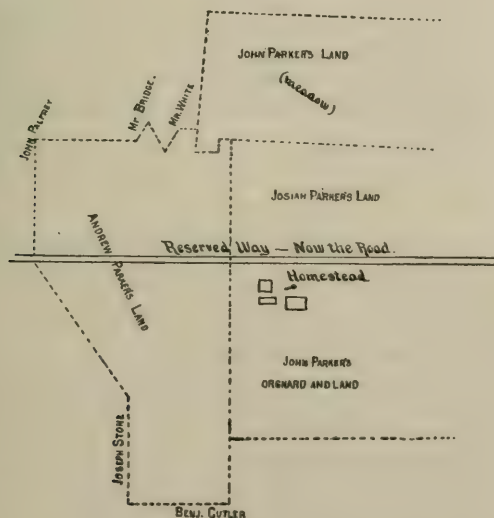 JOHN PARKER'S LAND
(meadow)
MR BRIDGE.
MR. WHITE
JOHN PALFREY
JOSIAH PARKER'S LAND
Reserved Way — Now the Road.
ANDREW PARKER'S LAND
Homestead
JOHN PARKER'S
ORCHARD AND LAND
JOSEPH STONE
BENJ. CUTLER